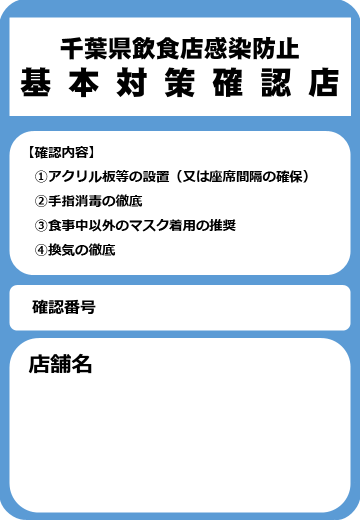 千葉県飲食店感染防止
基本対策確認店
【確認内容】
①アクリル板等の設置（又は座席間隔の確保）
②手指消毒の徹底
③食事中以外のマスク着用の推奨
④換気の徹底
確認番号
店舗名